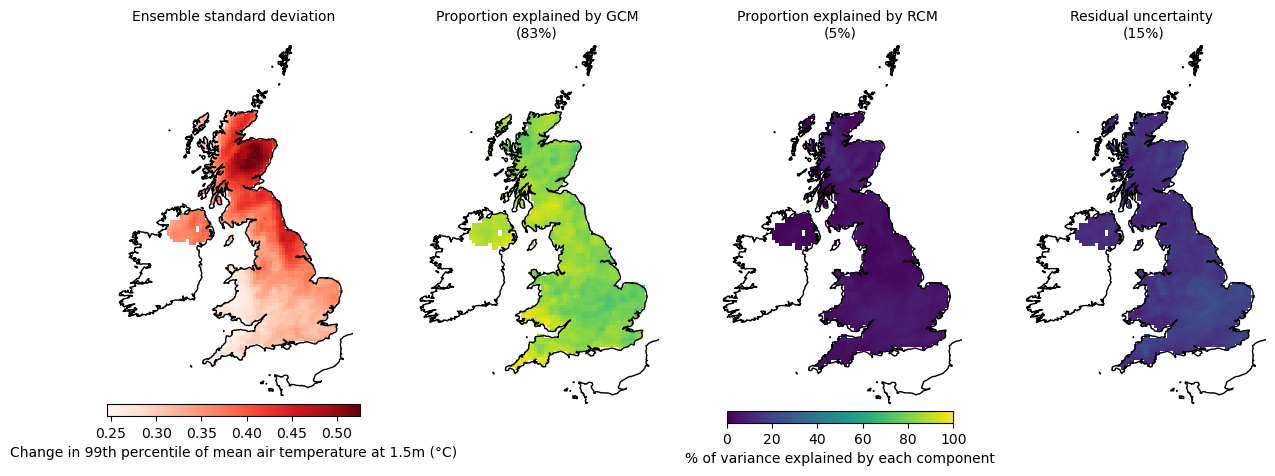 Ensemble standard deviation
Proportion explained by GCM
(83%)
Proportion explained by RCM
(5%)
Residual uncertainty
(15%)
0.25 0.30 0.35 0.40 0.45 0.50
Change in 99th percentile of mean air temperature at 1.5m (°C)
0 20 40 60 80 100
% of variance explained by each component